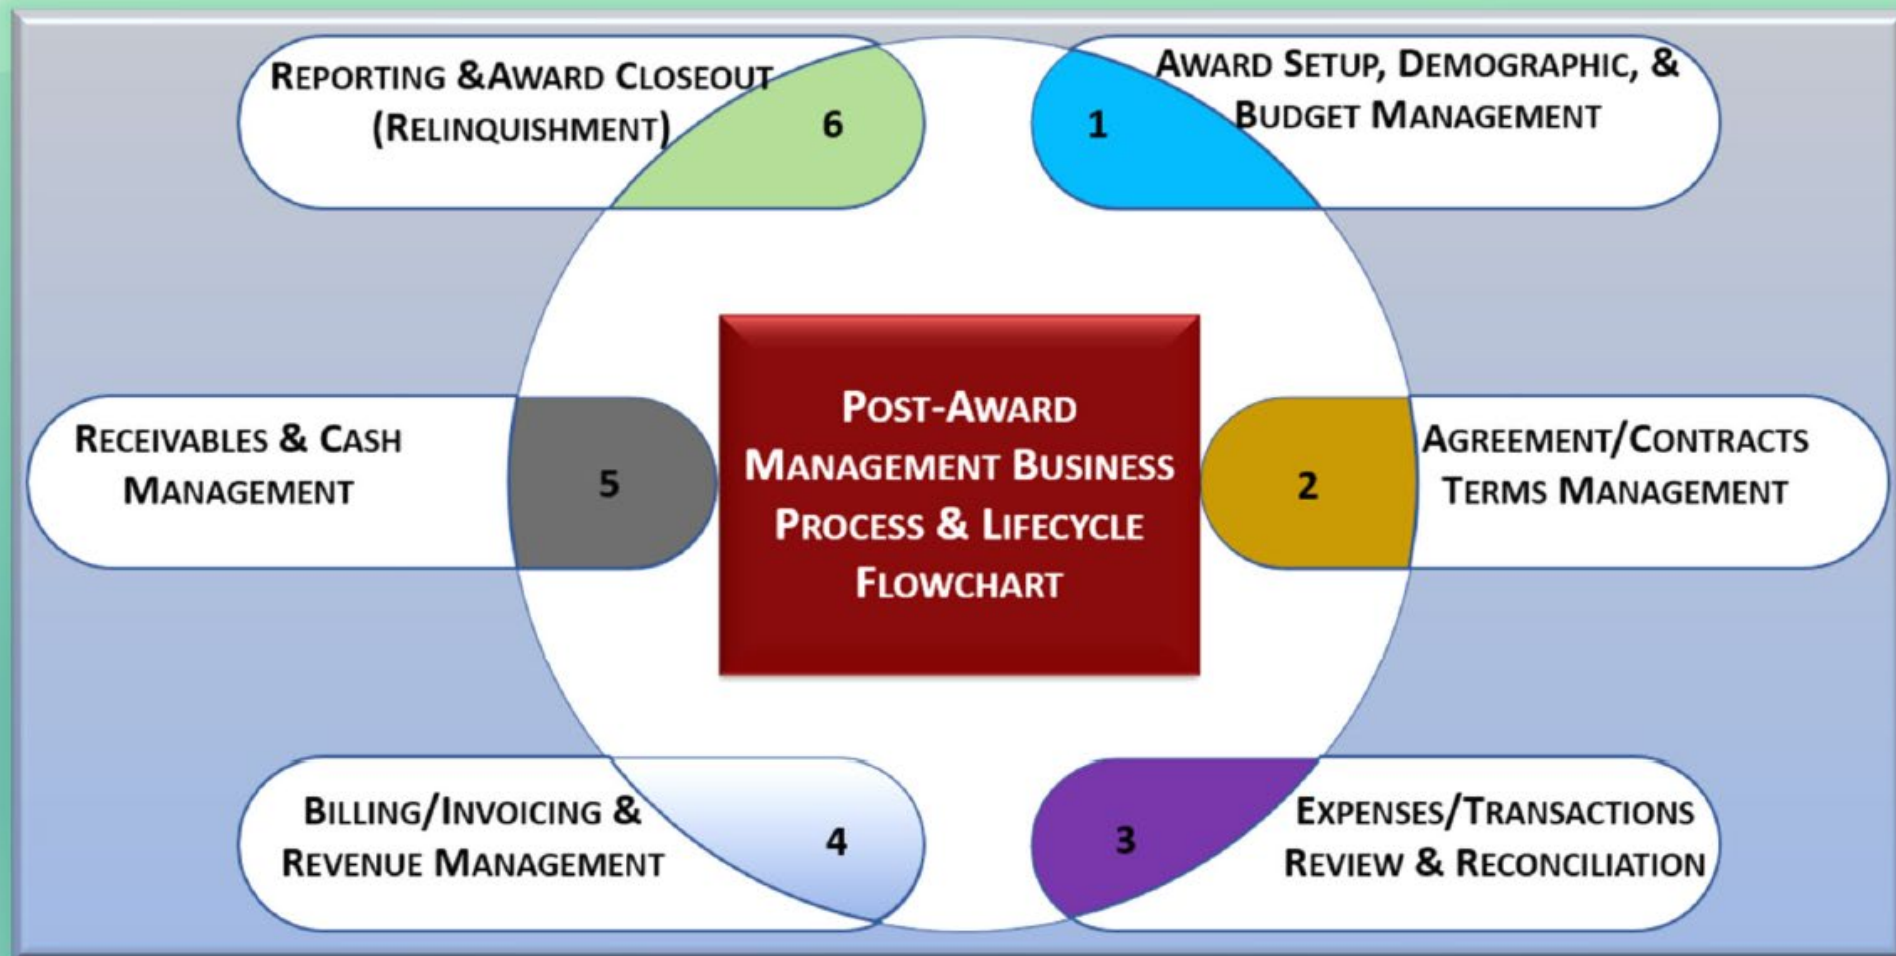 POST-AWARD
MANAGEMENT BUSINESS
PROCESS & LIFECYCLE
FLOWCHART
1
AWARD SETUP, DEMOGRAPHIC, &
BUDGET MANAGEMENT
2
AGREEMENT/CONTRACTS
TERMS MANAGEMENT
3
EXPENSES/TRANSACTIONS
REVIEW & RECONCILIATION
4
BILLING/INVOICING &
REVENUE MANAGEMENT
5
RECEIVABLES & CASH
MANAGEMENT
6
REPORTING &AWARD CLOSEOUT
(RELINQUISHMENT)